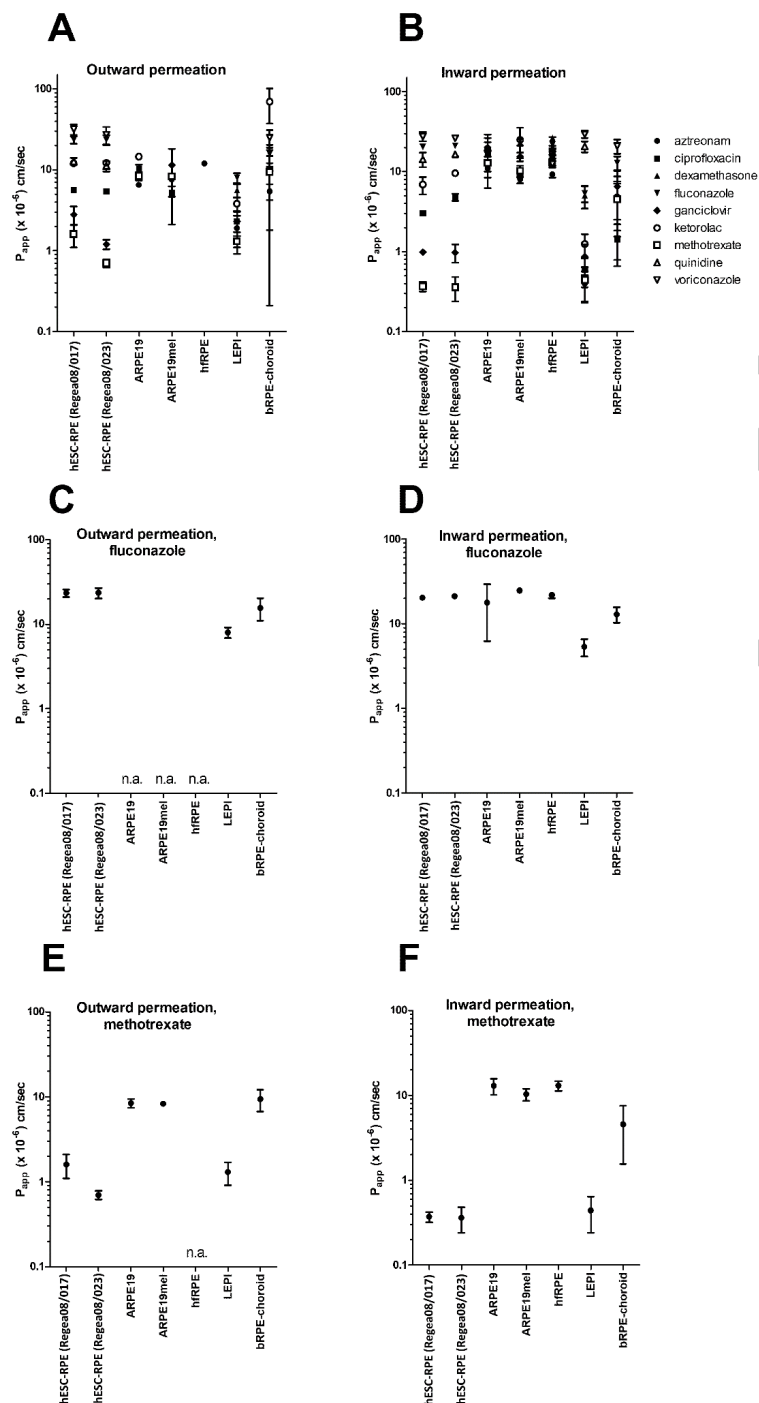 A
Outward permeation
Papp (x 10-6) cm/sec
100
10
1
0.1
hESC-RPE (Regea08/017)
hESC-RPE (Regea08/023)
ARPE19
ARPE19mel
hfRPE
LEPI
bRPE-choroid
B
Inward permeation
Papp (x 10-6) cm/sec
100
10
1
0.1
hESC-RPE (Regea08/017)
hESC-RPE (Regea08/023)
ARPE19
ARPE19mel
hfRPE
LEPI
bRPE-choroid
aztreonam
ciprofloxacin
dexamethasone
fluconazole
ganciclovir
ketorolac
methotrexate
quinidine
voriconazole
C
Outward permeation,
fluconazole
Papp (x 10-6) cm/sec
100
10
1
0.1
n.a.
n.a.
n.a.
hESC-RPE (Regea08/017)
hESC-RPE (Regea08/023)
ARPE19
ARPE19mel
hfRPE
LEPI
bRPE-choroid
D
Inward permeation,
fluconazole
Papp (x 10-6) cm/sec
100
10
1
0.1
hESC-RPE (Regea08/017)
hESC-RPE (Regea08/023)
ARPE19
ARPE19mel
hfRPE
LEPI
bRPE-choroid
E
Outward permeation,
methotrexate
Papp (x 10-6) cm/sec
100
10
1
0.1
n.a.
hESC-RPE (Regea08/017)
hESC-RPE (Regea08/023)
ARPE19
ARPE19mel
hfRPE
LEPI
bRPE-choroid
F
Inward permeation,
methotrexate
Papp (x 10-6) cm/sec
100
10
1
0.1
hESC-RPE (Regea08/017)
hESC-RPE (Regea08/023)
ARPE19
ARPE19mel
hfRPE
LEPI
bRPE-choroid